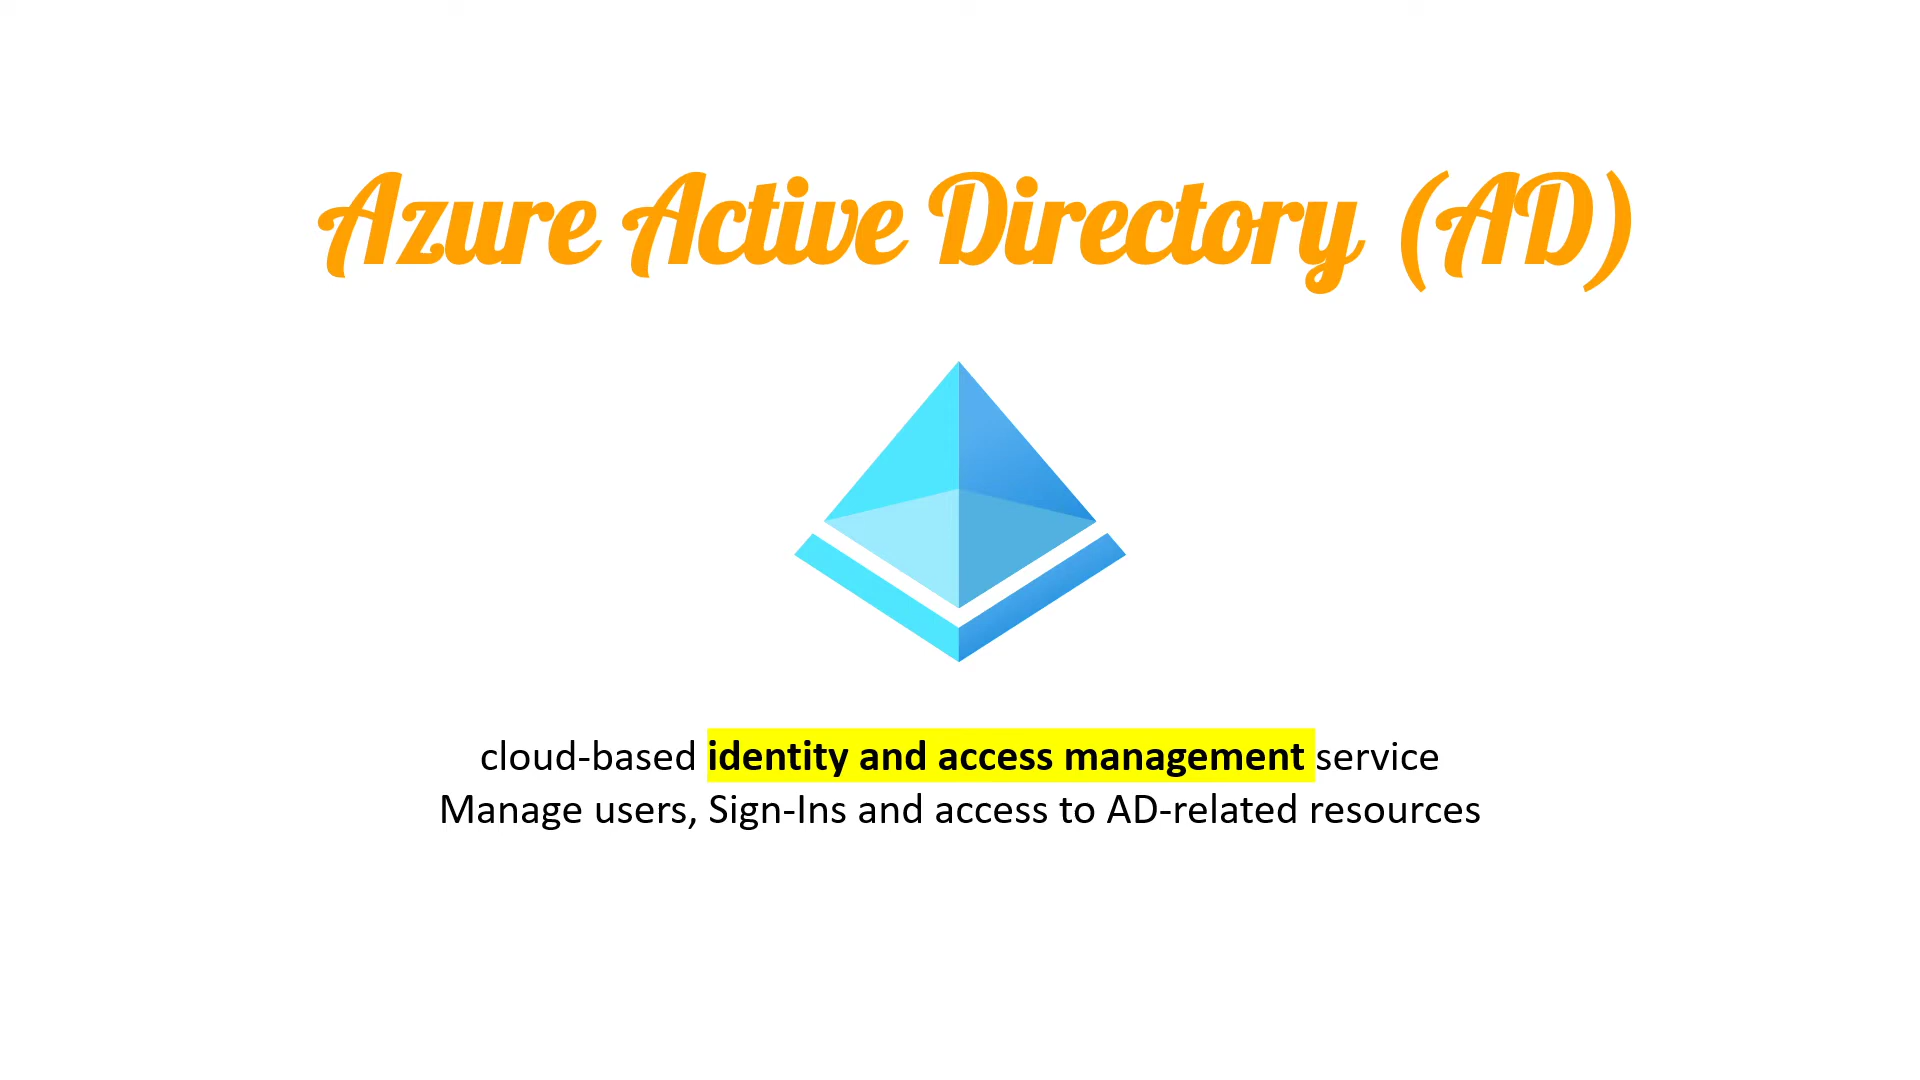 Azure Active Directory (AD)
cloud-based identity and access management service
Manage users, Sign-Ins and access to AD-related resources